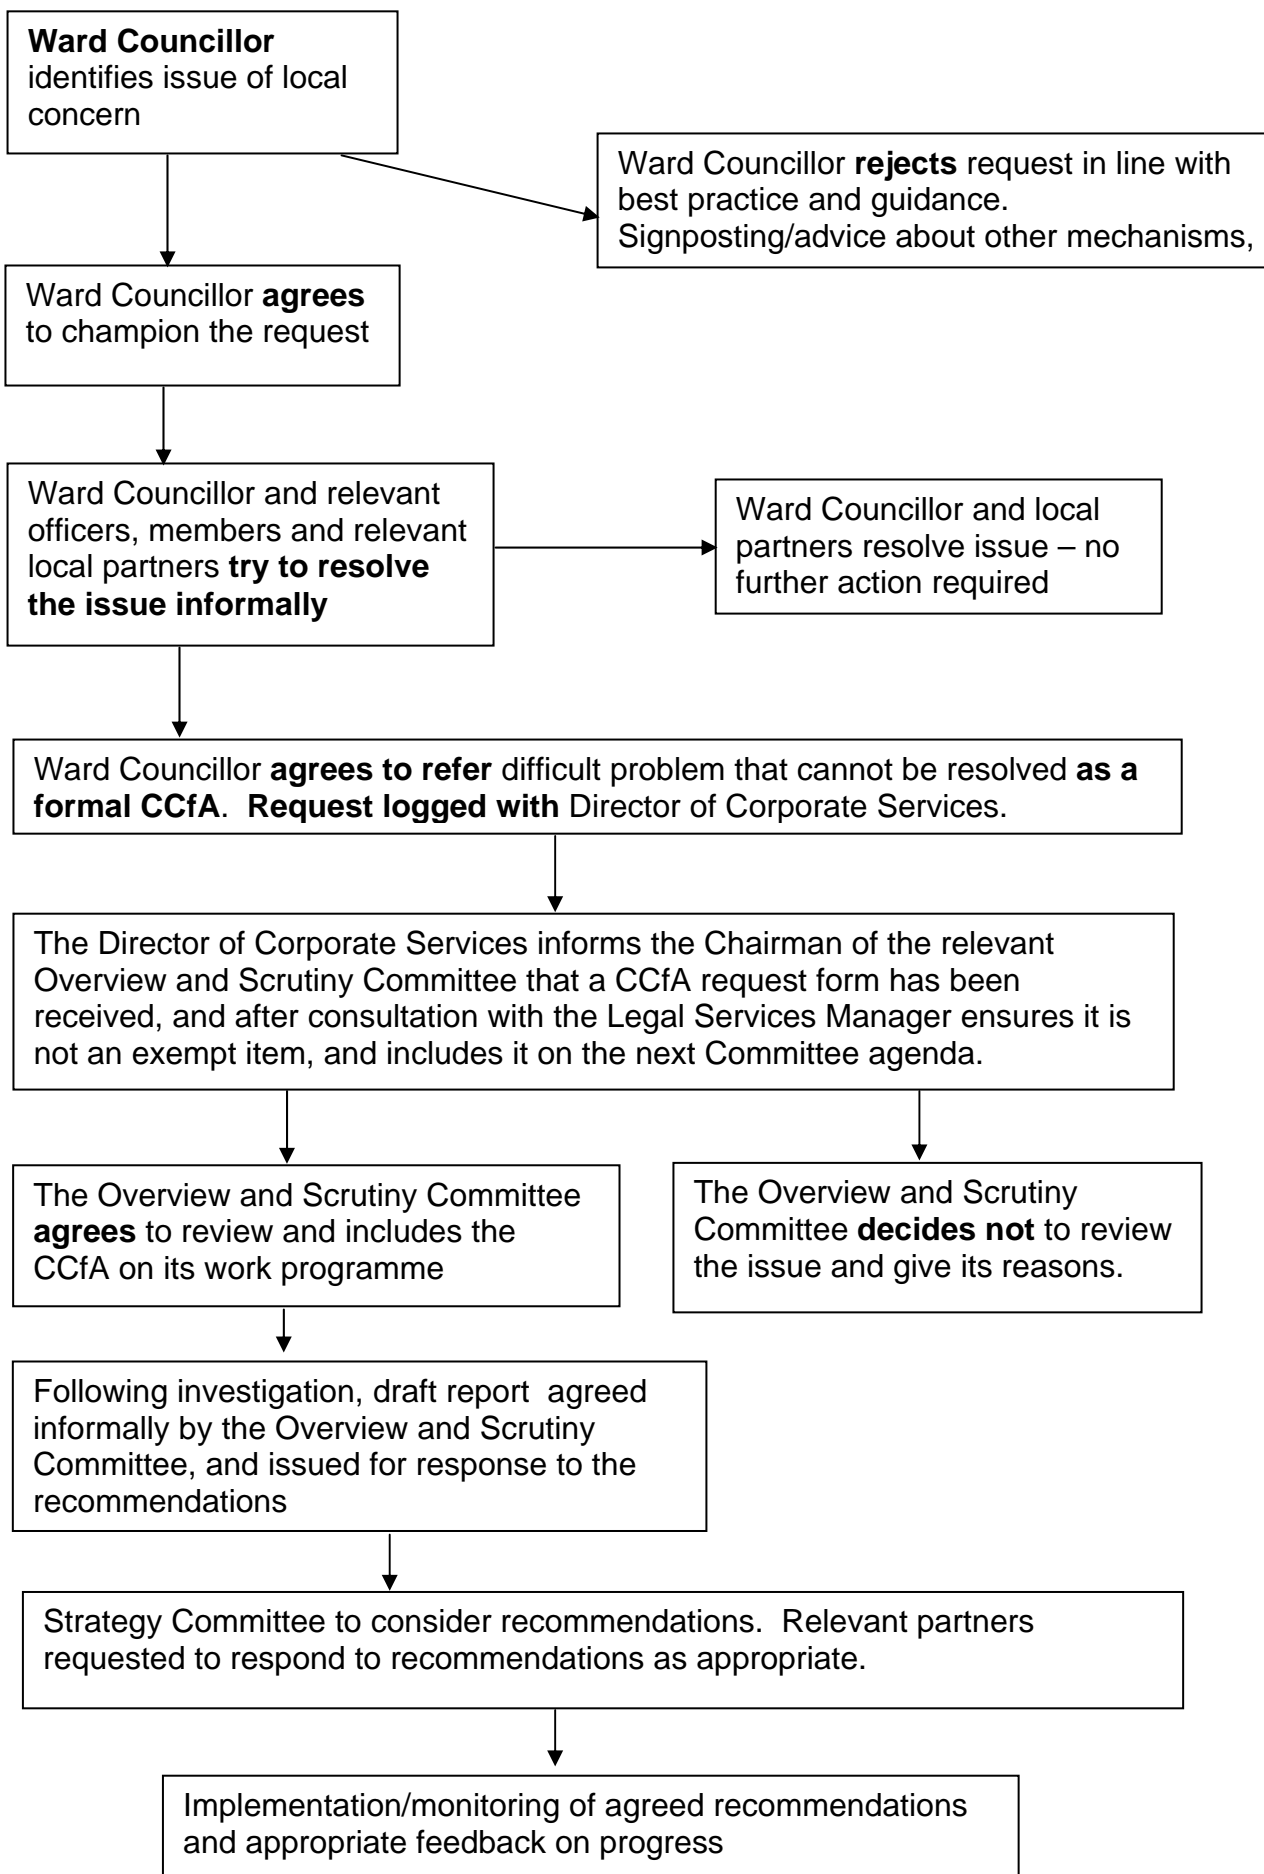 Ward Councillor
identifies issue of local
concern
Ward Councillor rejects request in line with
best practice and guidance.
Signposting/advice about other mechanisms,
Ward Councillor agrees
to champion the request
Ward Councillor and relevant
officers, members and relevant
local partners try to resolve
the issue informally
Ward Councillor and local
partners resolve issue – no
further action required
Ward Councillor agrees to refer difficult problem that cannot be resolved as a
formal CCfA.  Request logged with Director of Corporate Services.
The Director of Corporate Services informs the Chairman of the relevant
Overview and Scrutiny Committee that a CCfA request form has been
received, and after consultation with the Legal Services Manager ensures it is
not an exempt item, and includes it on the next Committee agenda.
The Overview and Scrutiny Committee
agrees to review and includes the
CCfA on its work programme
The Overview and Scrutiny
Committee decides not to review
the issue and give its reasons.
Following investigation, draft report  agreed
informally by the Overview and Scrutiny
Committee, and issued for response to the
recommendations
Strategy Committee to consider recommendations.  Relevant partners
requested to respond to recommendations as appropriate.
Implementation/monitoring of agreed recommendations
and appropriate feedback on progress